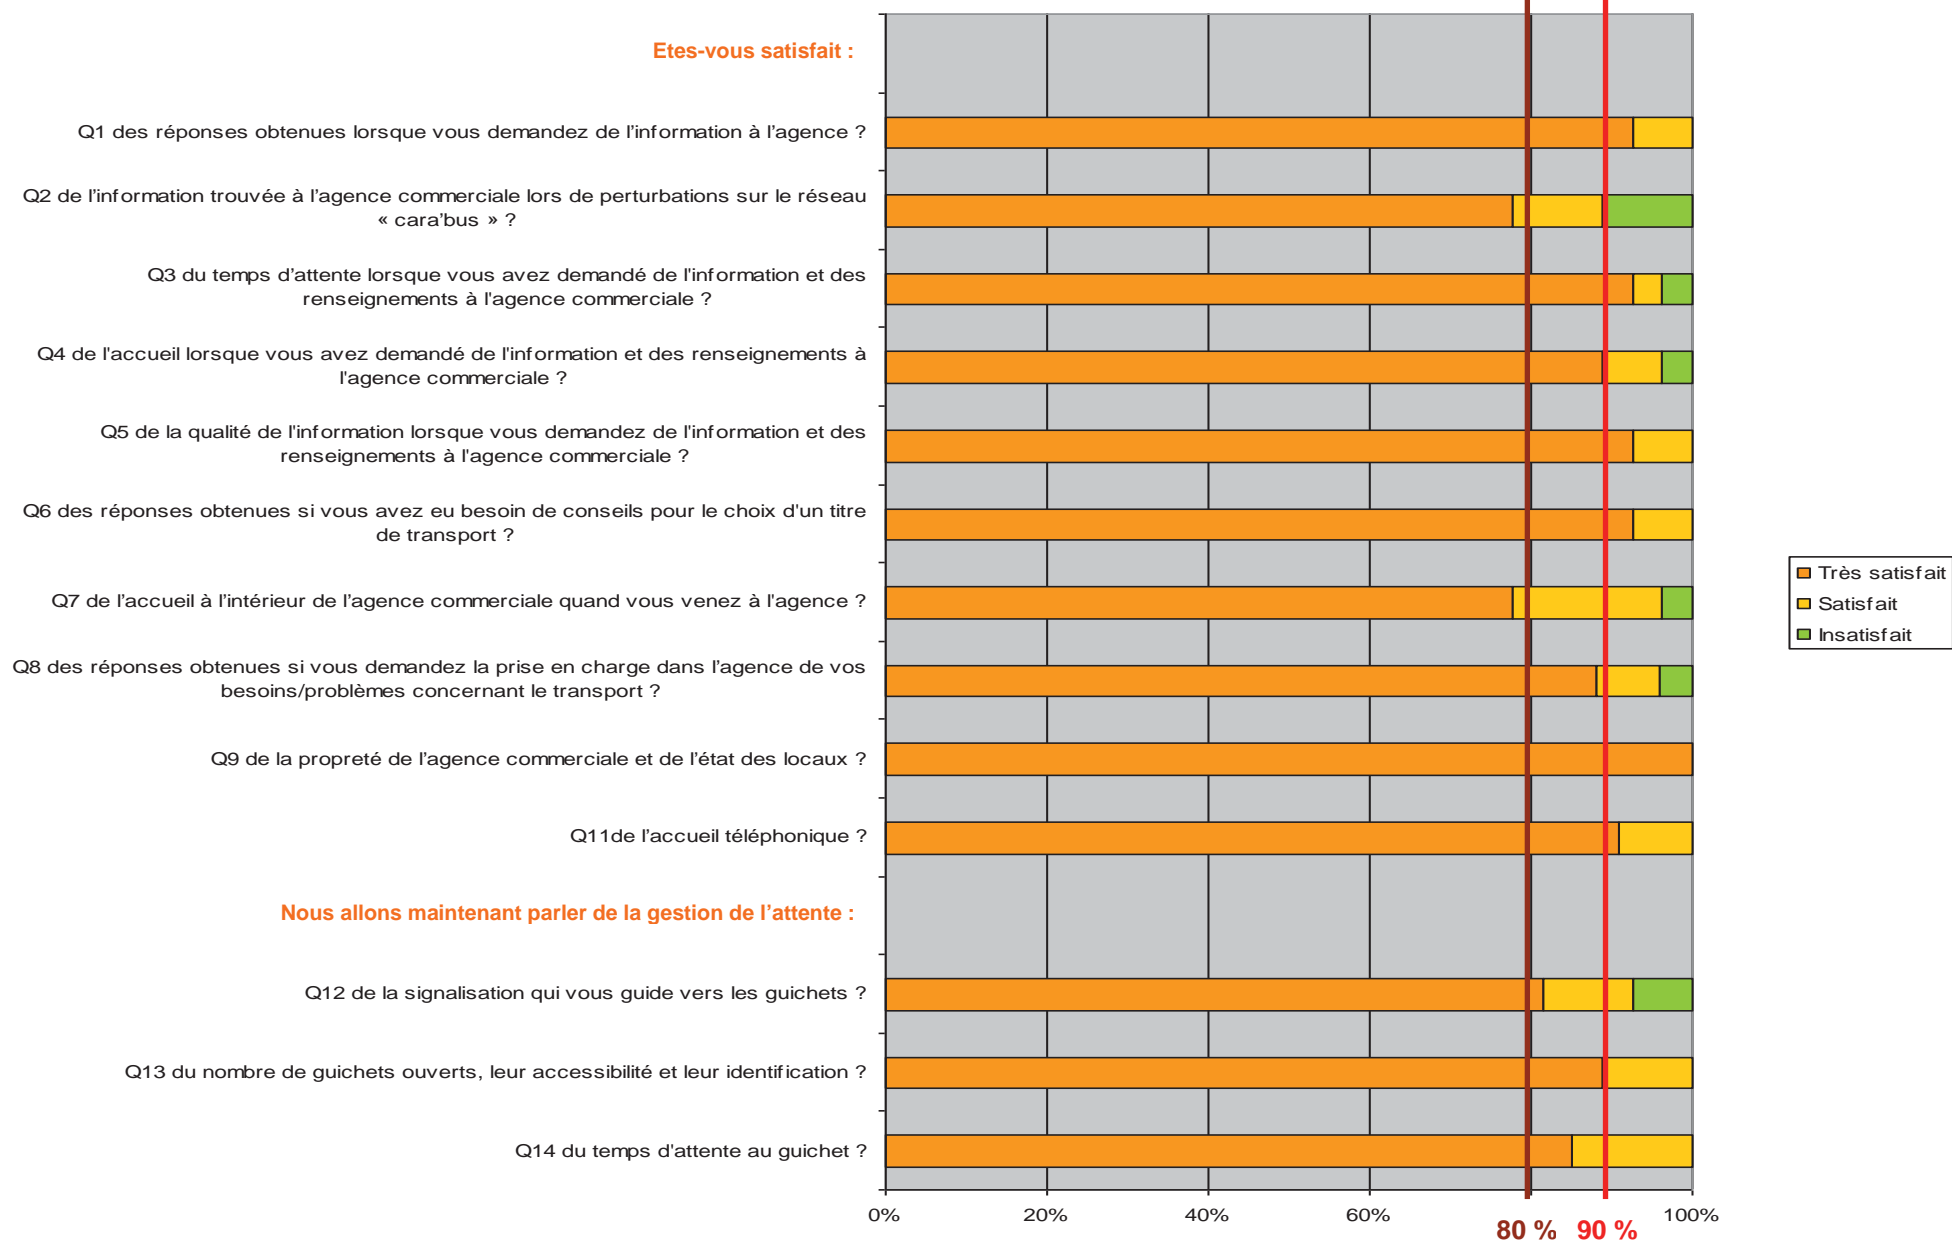 Etes-vous satisfait :
Q1 des réponses obtenues lorsque vous demandez de l’information à l’agence ?
Q2 de l’information trouvée à l’agence commerciale lors de perturbations sur le réseau
« cara’bus » ?
Q3 du temps d’attente lorsque vous avez demandé de l'information et des
renseignements à l'agence commerciale ?
Q4 de l'accueil lorsque vous avez demandé de l'information et des renseignements à
l'agence commerciale ?
Q5 de la qualité de l'information lorsque vous demandez de l'information et des
renseignements à l'agence commerciale ?
Q6 des réponses obtenues si vous avez eu besoin de conseils pour le choix d'un titre
de transport ?
Q7 de l’accueil à l’intérieur de l’agence commerciale quand vous venez à l'agence ?
Q8 des réponses obtenues si vous demandez la prise en charge dans l’agence de vos
besoins/problèmes concernant le transport ?
Q9 de la propreté de l’agence commerciale et de l’état des locaux ?
Q11de l’accueil téléphonique ?
Nous allons maintenant parler de la gestion de l’attente :
Q12 de la signalisation qui vous guide vers les guichets ?
Q13 du nombre de guichets ouverts, leur accessibilité et leur identification ?
Q14 du temps d'attente au guichet ?
0% 20% 40% 60% 100%
80 % 90 %
Très satisfait
Satisfait
Insatisfait